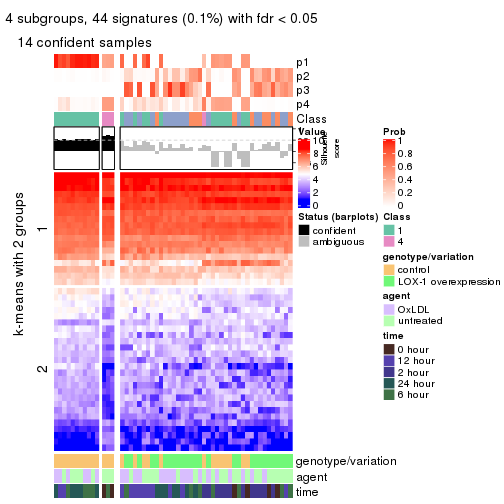 4 subgroups, 44 signatures (0.1%) with fdr < 0.05
14 confident samples
p1
p2
p3
p4
Class
k-means with 2 groups
1
2
genotype/variation
agent
time
Silhouette
score
Value
10
8
6
4
2
0
Status (barplots)
confident
ambiguous
Prob
1
0.8
0.6
0.4
0.2
0
Class
1
4
genotype/variation
control
LOX-1 overexpression
agent
OxLDL
untreated
time
0 hour
12 hour
2 hour
24 hour
6 hour